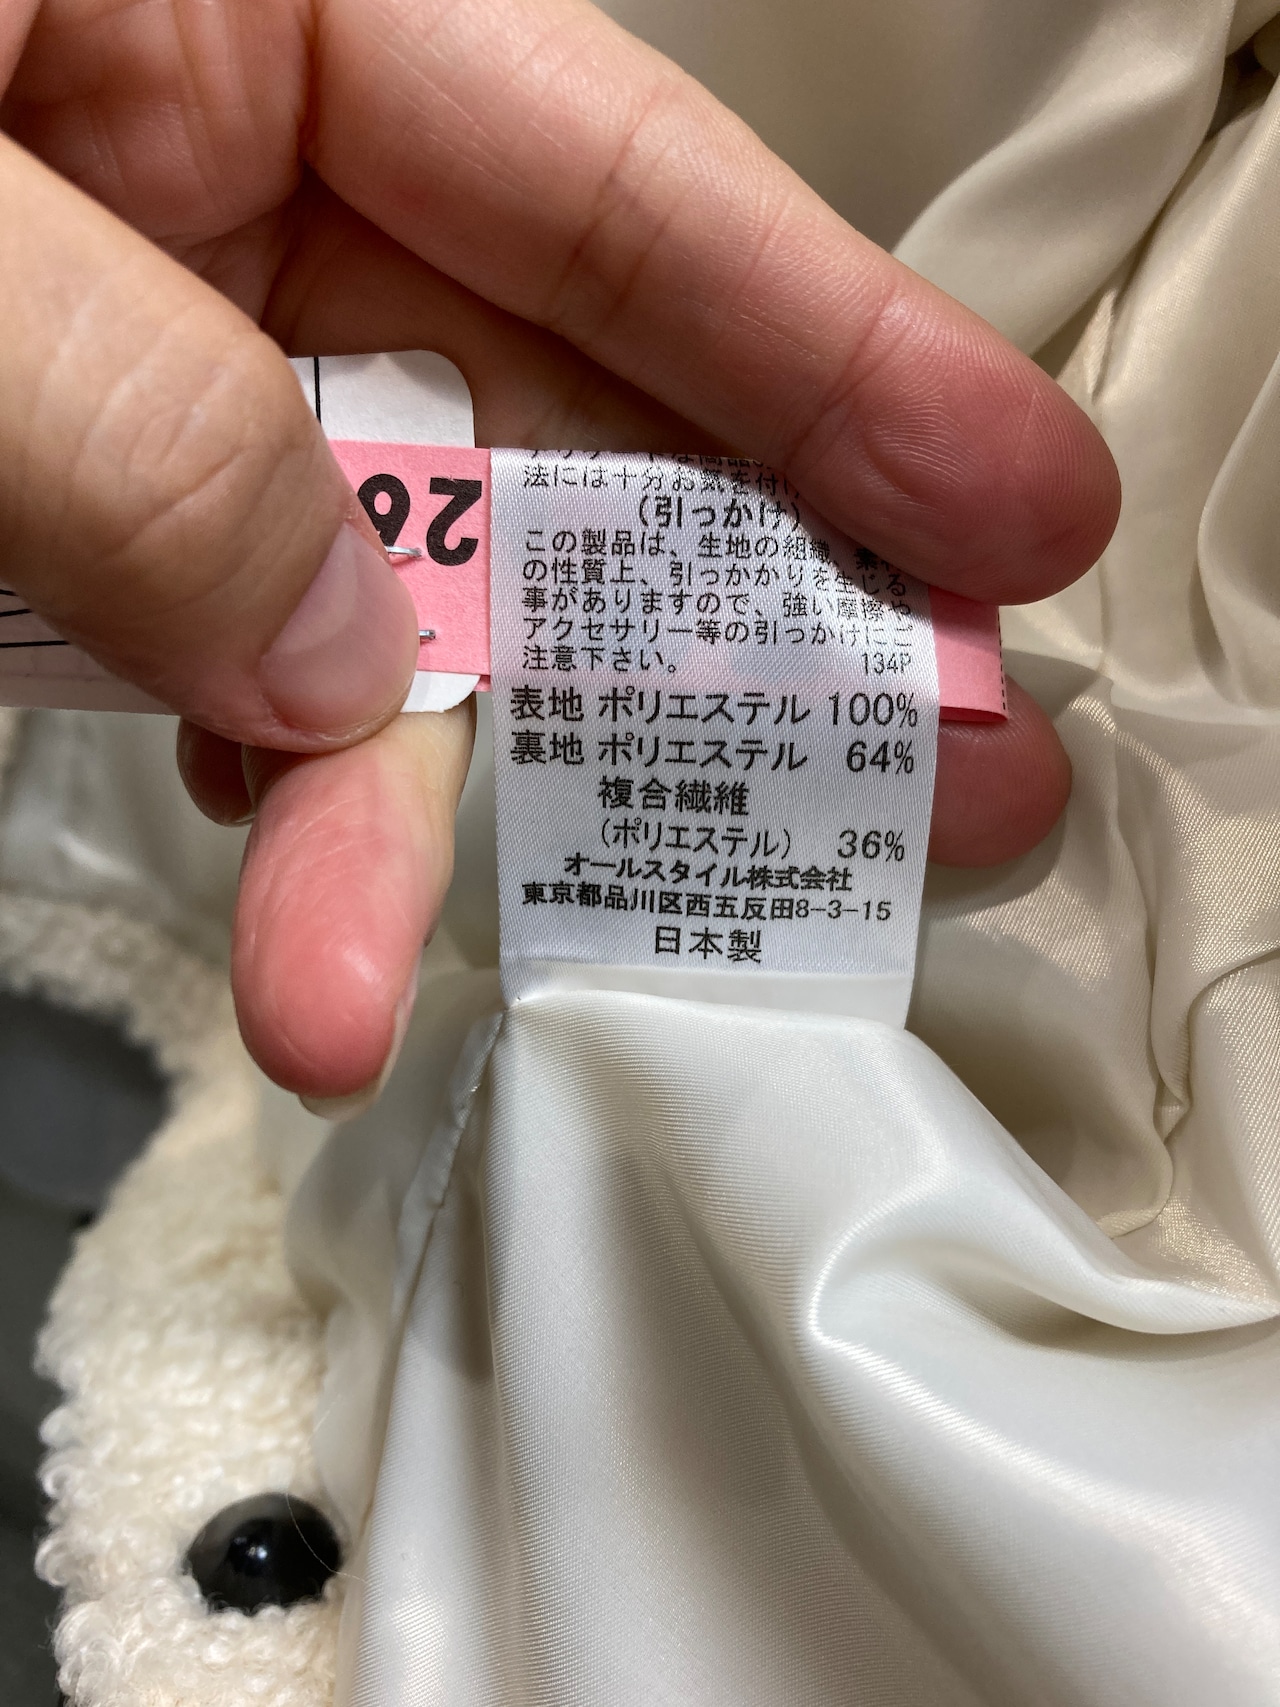 法には十分お気を付け
(引っかけ)
この製品は、生地の組織、素材
の性質上、引っかかりを生じる
事がありますので、強い摩擦や
アクセサリー等の引っかけにご
注意下さい。 134P
表地 ポリエステル 100%
裏地 ポリエステル 64%
複合繊維
(ポリエステル) 36%
オールスタイル株式会社
東京都品川区西五反田8-3-15
日本製
26